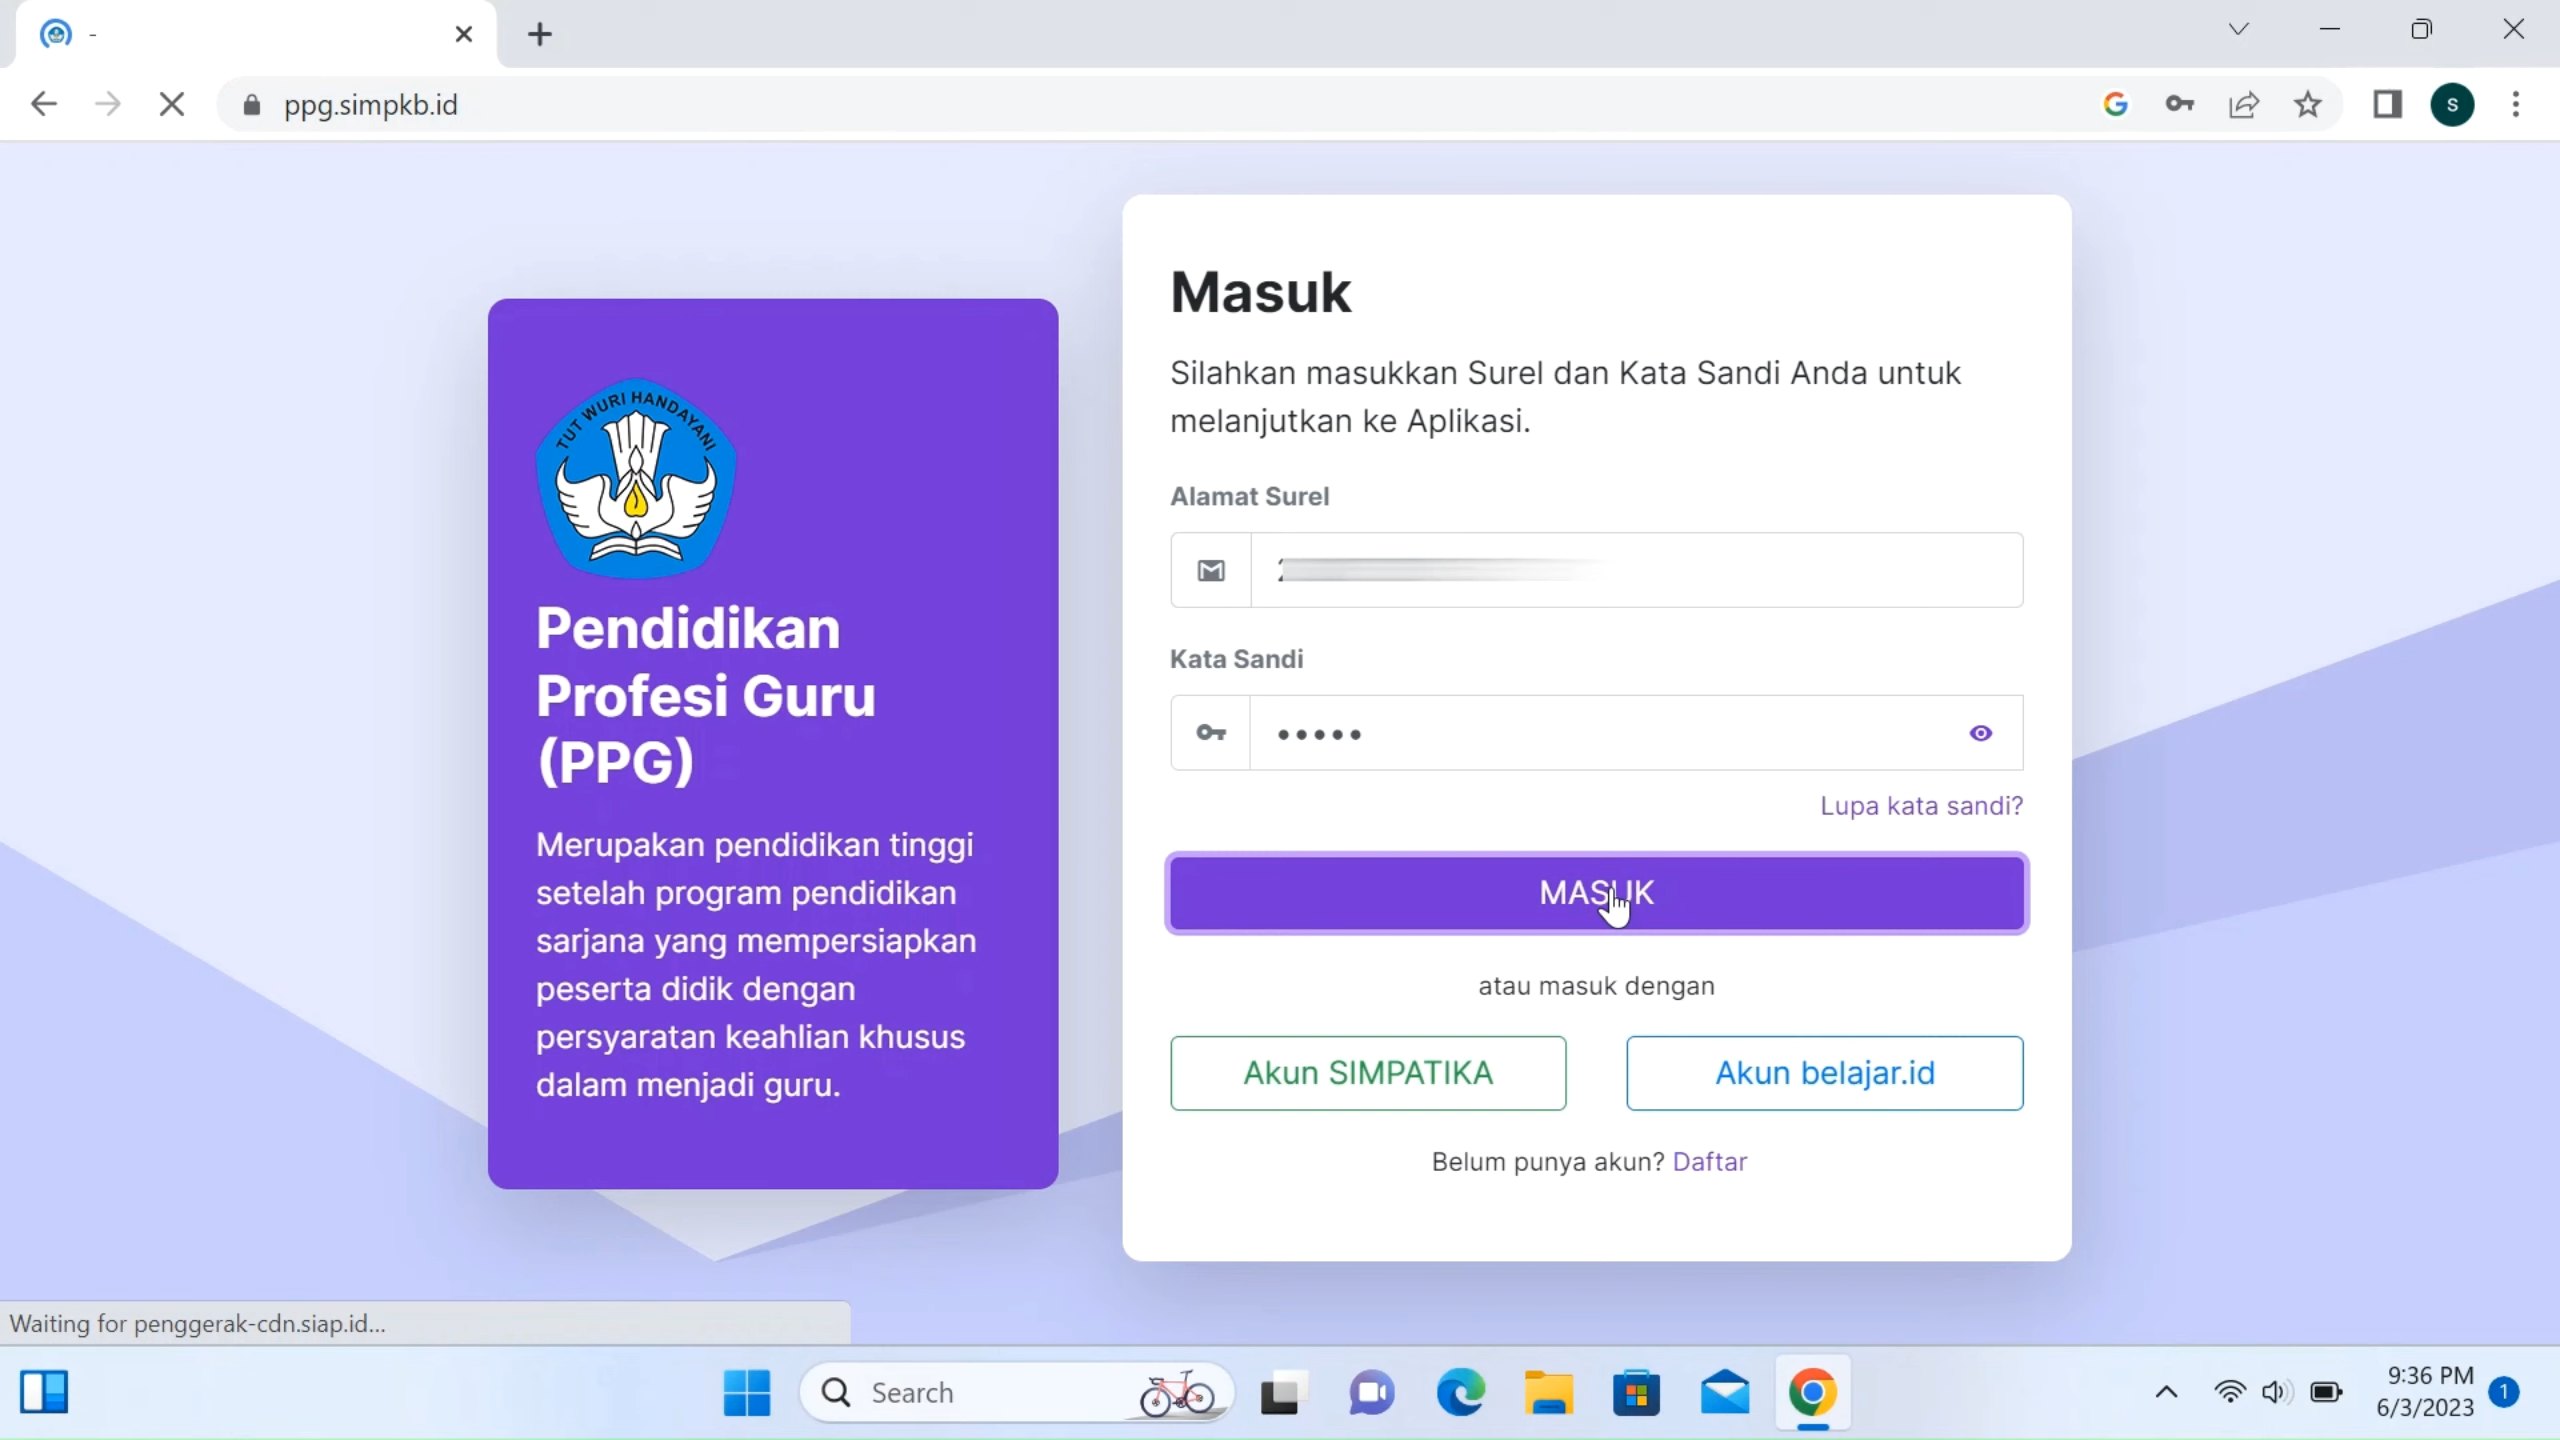 -
ppg.simpkb.id
S
TUT WURI HANDAYANI
Pendidikan
Profesi Guru
(PPG)
Merupakan pendidikan tinggi
setelah program pendidikan
sarjana yang mempersiapkan
peserta didik dengan
persyaratan keahlian khusus
dalam menjadi guru.
Masuk
Silahkan masukkan Surel dan Kata Sandi Anda untuk
melanjutkan ke Aplikasi.
Alamat Surel
Kata Sandi
•••••
Lupa kata sandi?
MASUK
atau masuk dengan
Akun SIMPATIKA
Akun belajar.id
Belum punya akun? Daftar
Waiting for penggerak-cdn.siap.id...
Search
9:36 PM
6/3/2023
1